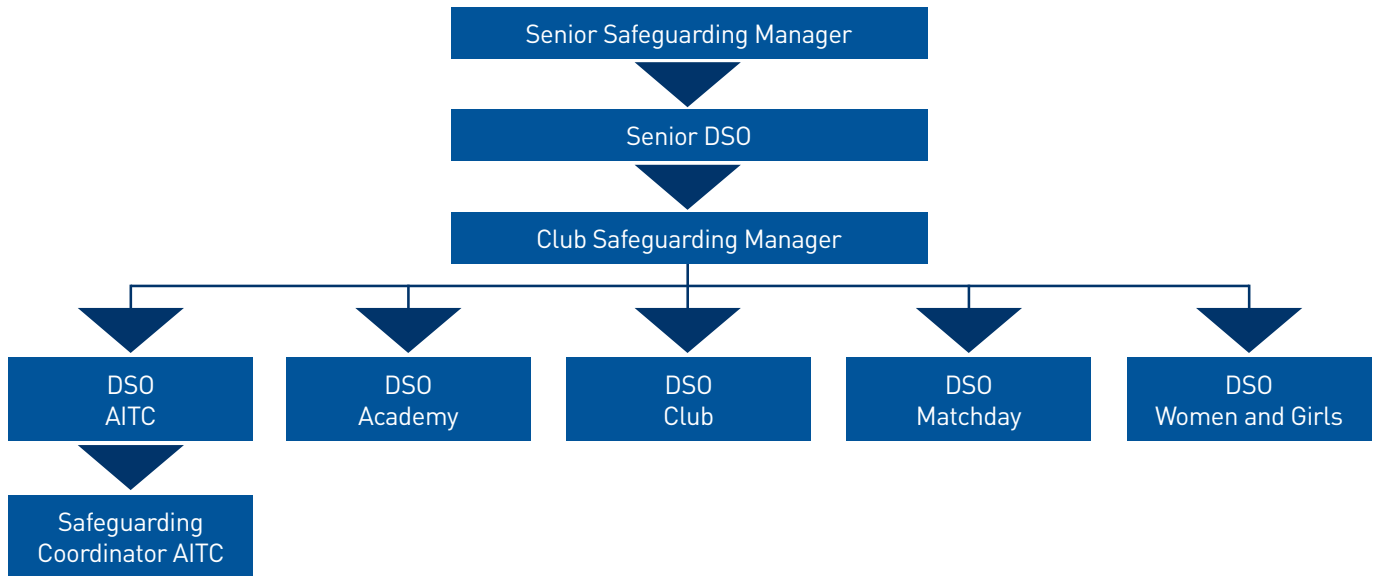 Senior Safeguarding Manager
Senior DSO
Club Safeguarding Manager
DSO
AITC
DSO
Academy
DSO
Club
DSO
Matchday
DSO
Women and Girls
Safeguarding
Coordinator AITC